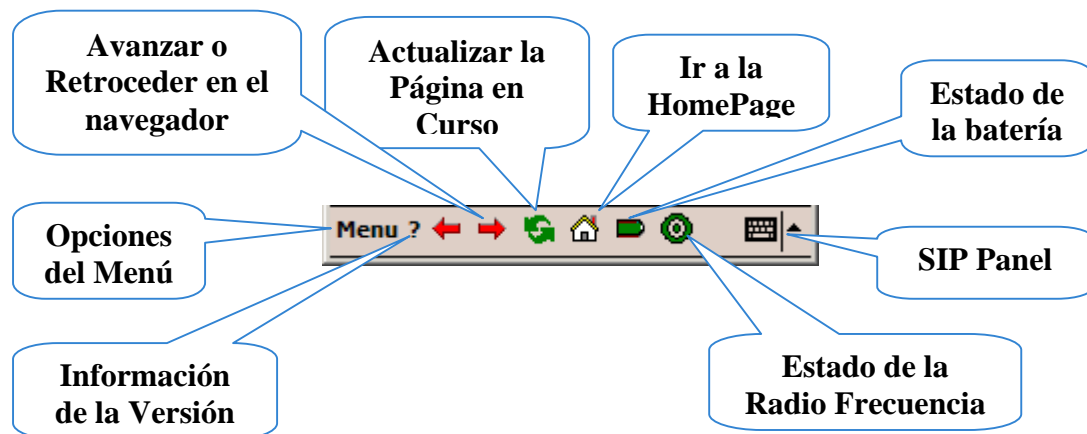 Avanzar o
Retroceder en el
navegador
Actualizar la
Página en
Curso
Ir a la
HomePage
Estado de
la batería
Opciones
del Menú
Menu ?
SIP Panel
Información
de la Versión
Estado de la
Radio Frecuencia